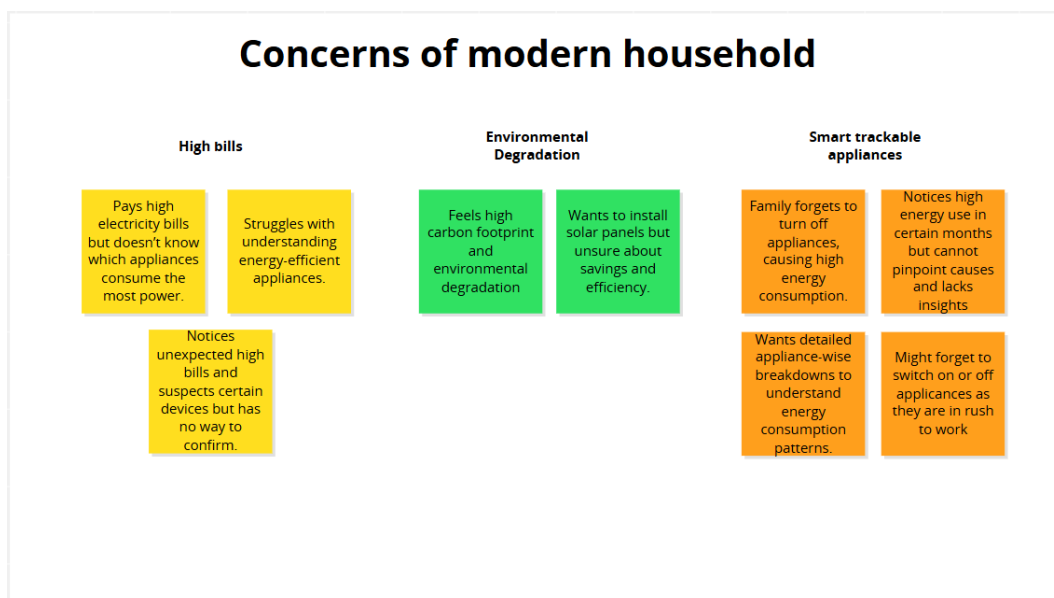 Concerns of modern household
High bills
Pays high
electricity bills
but doesn’t know
which appliances
consume the
most power.
Struggles with
understanding
energy-efficient
appliances.
Notices
unexpected high
bills and
suspects certain
devices but has
no way to
confirm.
Environmental
Degradation
Feels high
carbon footprint
and
environmental
degradation
Wants to install
solar panels but
unsure about
savings and
efficiency.
Smart trackable
appliances
Family forgets to
turn off
appliances,
causing high
energy
consumption.
Notices high
energy use in
certain months
but cannot
pinpoint causes
and lacks
insights
Wants detailed
appliance-wise
breakdowns to
understand
energy
consumption
patterns.
Might forget to
switch on or off
applicances as
they are in rush
to work